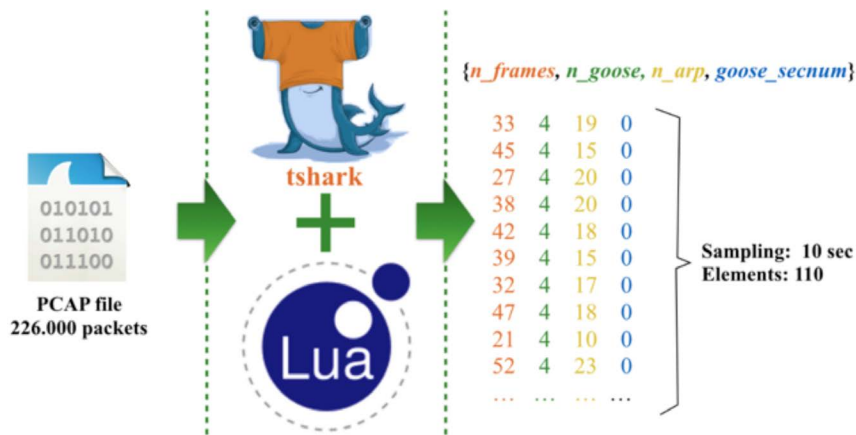 010101
011010
011100
PCAP file
226.000 packets
tshark
+
Lua
{n_frames, n_goose, n_arp, goose_secnum}
33 4 19 0
45 4 15 0
27 4 20 0
38 4 20 0
42 4 18 0
39 4 15 0
32 4 17 0
47 4 18 0
21 4 10 0
52 4 23 0
... ... ... ...
Sampling: 10 sec
Elements: 110